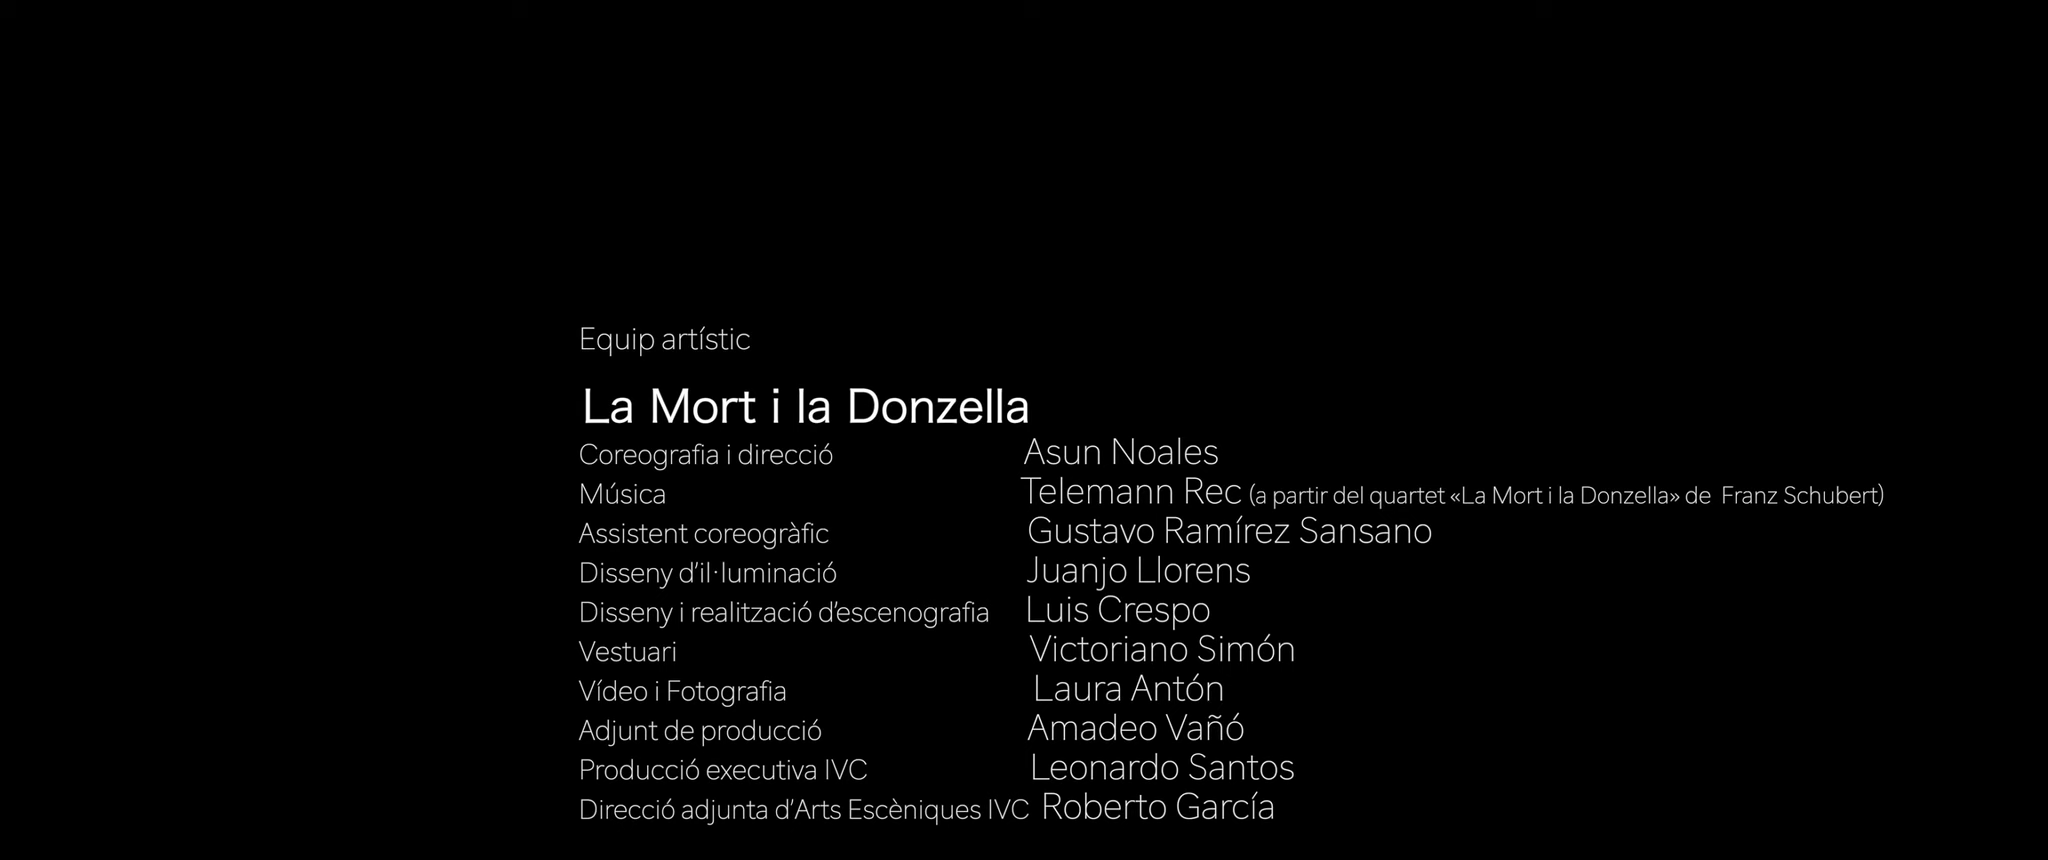 Equip artístic
La Mort i la Donzella
Coreografia i direcció Asun Noales
Música Telemann Rec (a partir del quartet «La Mort i la Donzella» de Franz Schubert)
Assistent coreogràfic Gustavo Ramírez Sansano
Disseny d'il·luminació Juanjo Llorens
Disseny i realització d'escenografia Luis Crespo
Vestuari Victoriano Simón
Vídeo i Fotografia Laura Antón
Adjunt de producció Amadeo Vañó
Producció executiva IVC Leonardo Santos
Direcció adjunta d'Arts Escèniques IVC Roberto García